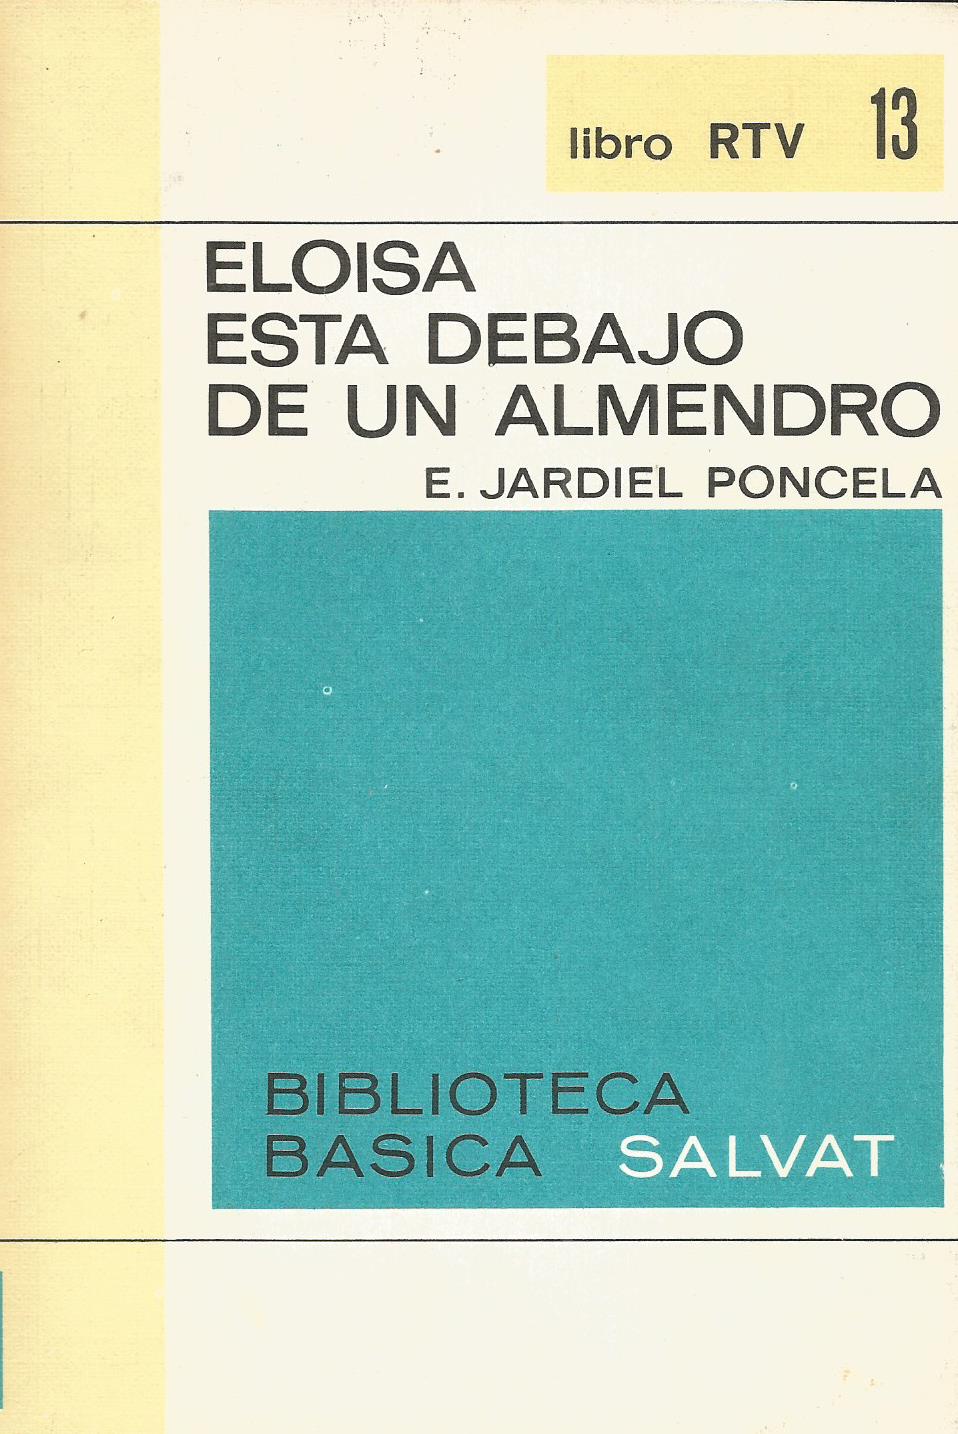 libro RTV 13
ELOISA
ESTA DEBAJO
DE UN ALMENDRO
E. JARDIEL PONCELA
BIBLIOTECA
BASICA SALVAT